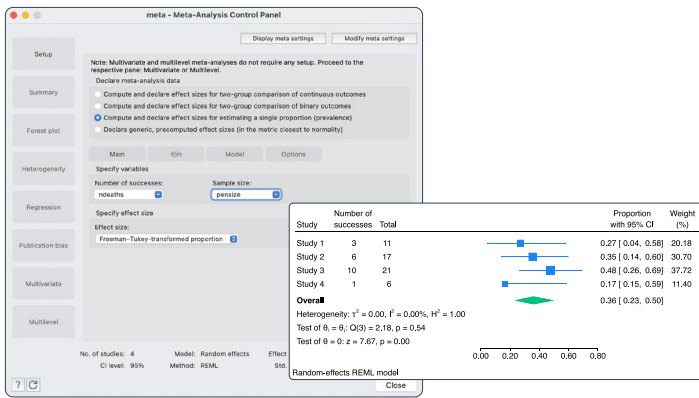 meta - Meta-Analysis Control Panel
Display meta settings
Modify meta settings
Setup
Summary
Forest plot
Heterogeneity
Regression
Publication bias
Multivariate
Multilevel
Note: Multivariate and multilevel meta-analyses do not require any setup. Proceed to the
respective pane: Multivariate or Multilevel.
Declare meta-analysis data
Compute and declare effect sizes for two-group comparison of continuous outcomes
Compute and declare effect sizes for two-group comparison of binary outcomes
Compute and declare effect sizes for estimating a single proportion (prevalence)
Declare generic, precomputed effect sizes (in the metric closest to normality)
Main if/in Model Options
Specify variables
Number of successes: Sample size:
ndeaths pensize
Specify effect size
Effect size:
Freeman-Tukey-transformed proportion
No. of studies: 4 Model: Random effects Effect
CI level: 95% Method: REML Std.
? Close
Number of Proportion Weight
Study successes Total with 95% CI (%)
Study 1 3 11 0.27 [ 0.04, 0.58] 20.18
Study 2 6 17 0.35 [ 0.14, 0.60] 30.70
Study 3 10 21 0.48 [ 0.26, 0.69] 37.72
Study 4 1 6 0.17 [ 0.15, 0.59] 11.40
Overall 0.36 [ 0.23, 0.50]
Heterogeneity: τ² = 0.00, I² = 0.00%, H² = 1.00
Test of θᵢ = θⱼ: Q(3) = 2.18, p = 0.54
Test of θ = 0: z = 7.67, p = 0.00
0.00 0.20 0.40 0.60 0.80
Random-effects REML model